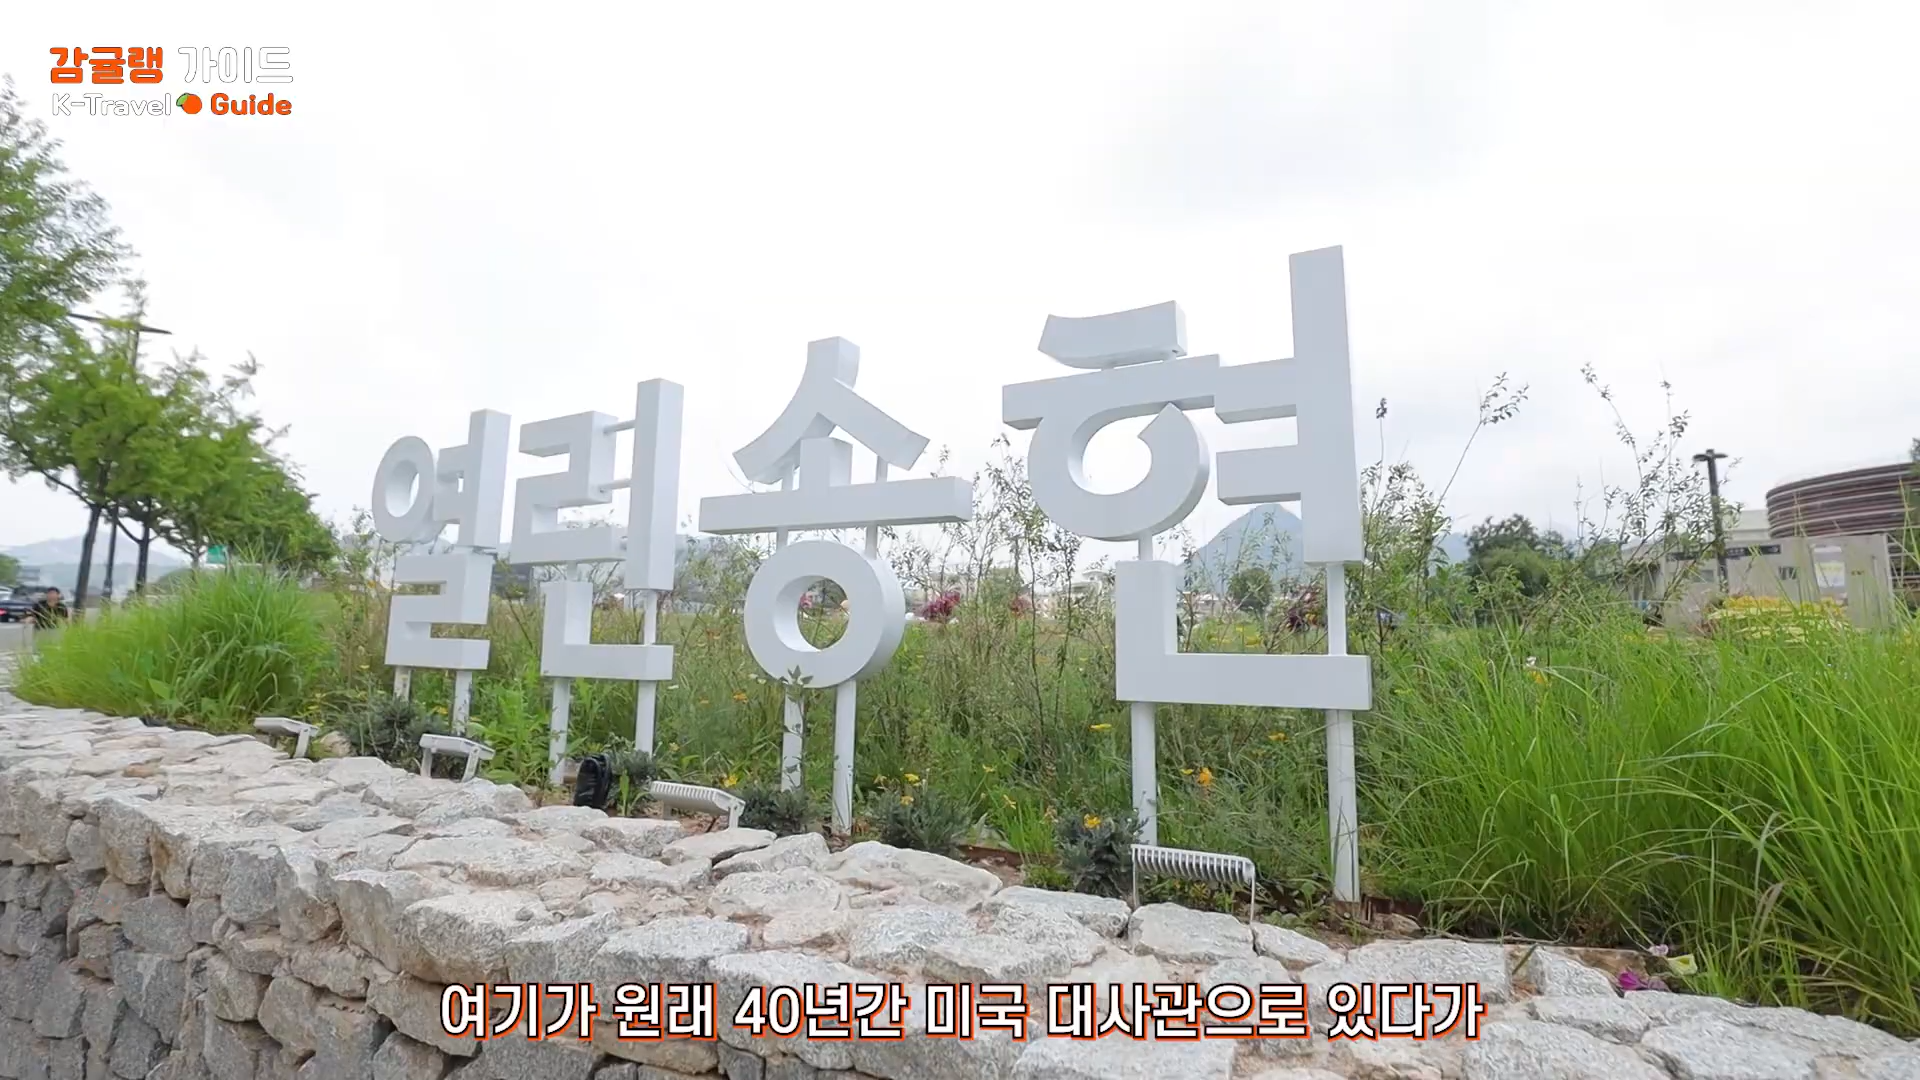 감귤랩 가이드
K-Travel Guide
열린송현
여기가 원래 40년간 미국 대사관으로 있다가